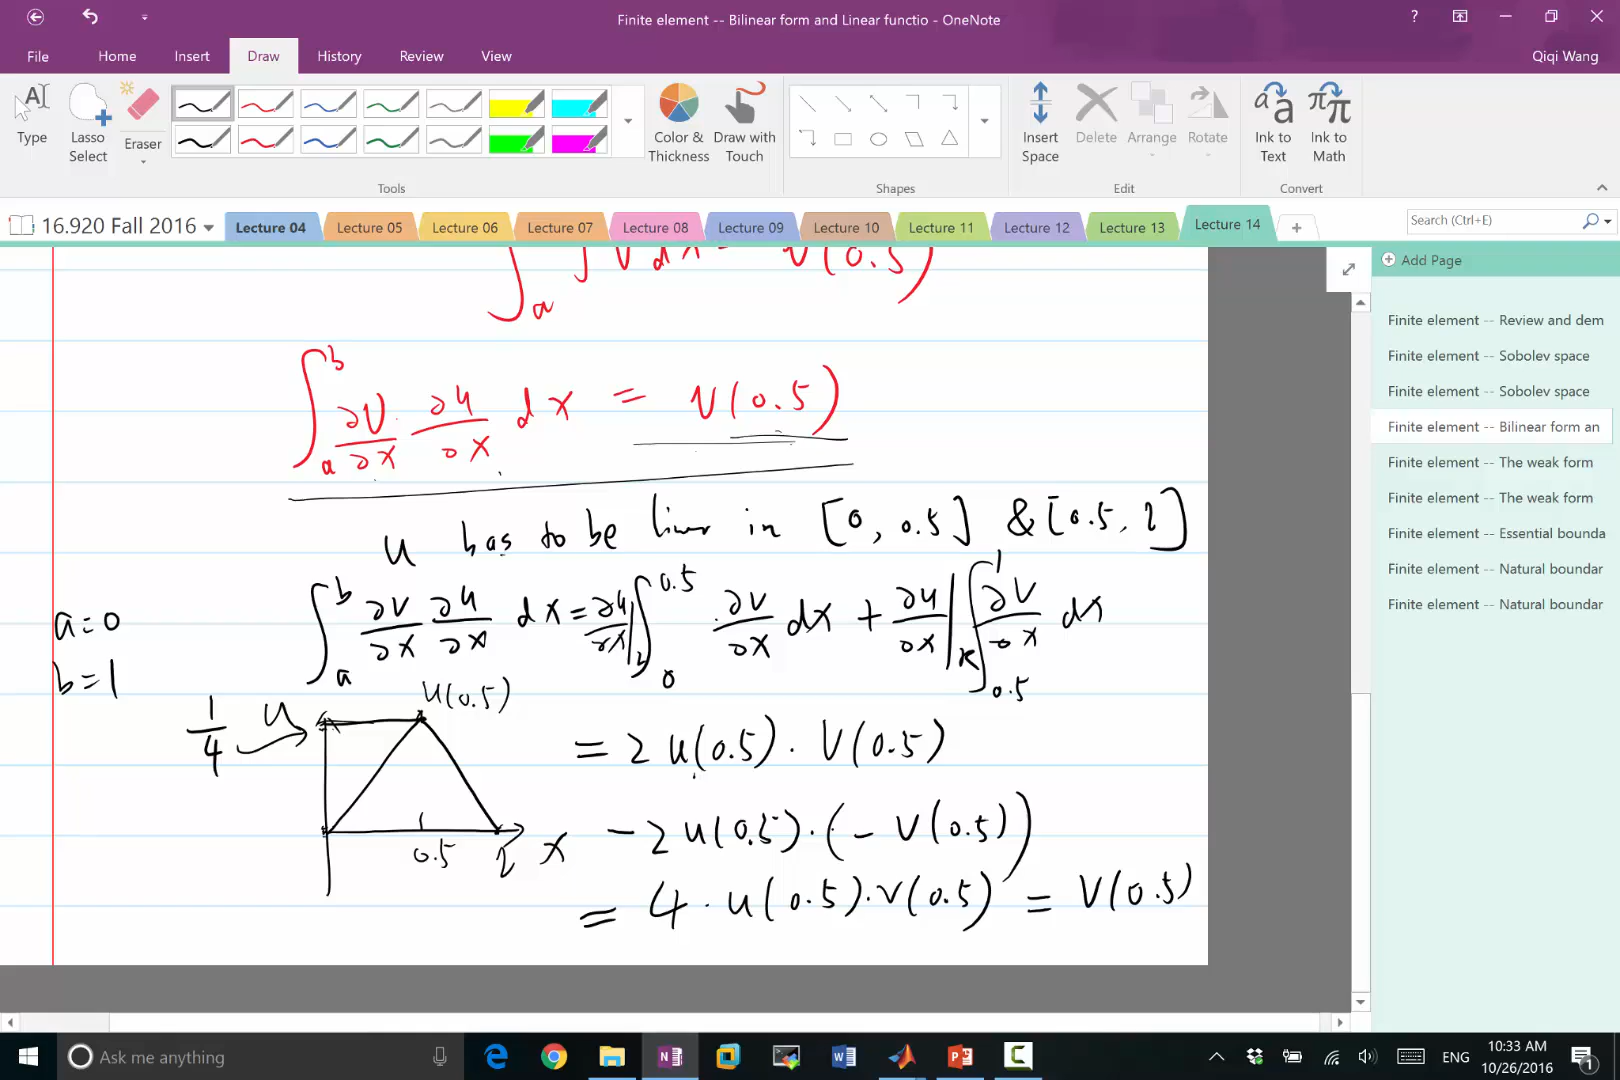 Finite element -- Bilinear form and Linear functio - OneNote
?
File Home Insert Draw History Review View
Qiqi Wang
Type
Lasso Select
Eraser
Color & Thickness
Draw with Touch
Insert Space
Delete
Arrange
Rotate
Ink to Text
Ink to Math
Tools
Shapes
Edit
Convert
16.920 Fall 2016
Lecture 04 Lecture 05 Lecture 06 Lecture 07 Lecture 08 Lecture 09 Lecture 10 Lecture 11 Lecture 12 Lecture 13 Lecture 14
Search (Ctrl+E)
Add Page
Finite element -- Review and dem
Finite element -- Sobolev space
Finite element -- Sobolev space
Finite element -- Bilinear form an
Finite element -- The weak form
Finite element -- The weak form
Finite element -- Essential bounda
Finite element -- Natural boundar
Finite element -- Natural boundar
∫_a^b ∂V/∂x · ∂u/∂x dx = V(0.5)
u has to be linear in [0, 0.5] & [0.5, 1]
a=0
b=1
∫_a^b ∂V/∂x ∂u/∂x dx = ∂u/∂x|_L ∫_0^0.5 ∂V/∂x dx + ∂u/∂x|_R ∫_0.5^1 ∂V/∂x dx
1/4 u u(0.5)
= 2 u(0.5) · V(0.5)
0.5 1 x
- 2 u(0.5) · (- V(0.5))
= 4 · u(0.5) · V(0.5) = V(0.5)
Ask me anything
ENG
10:33 AM
10/26/2016
1